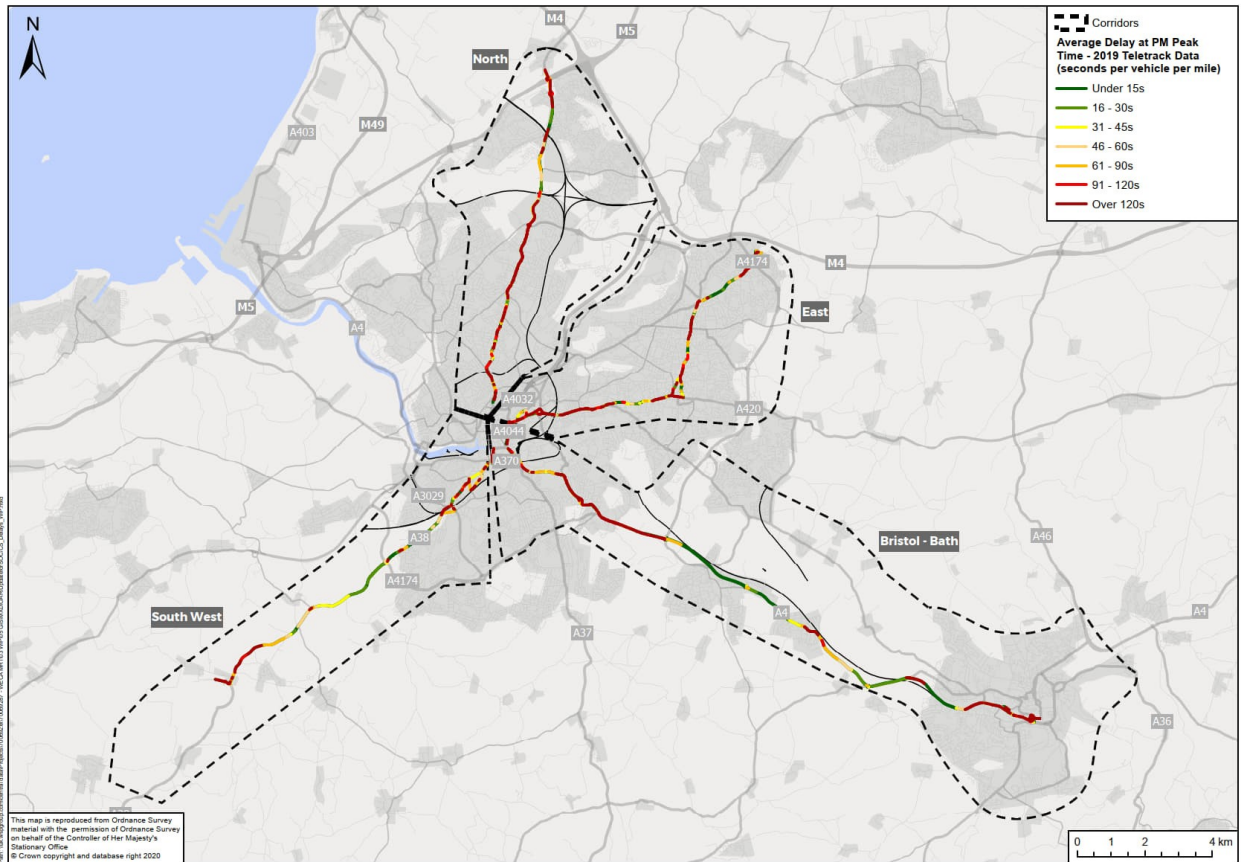 N
M4
M5
North
M49
A403
A4174
M4
M5
East
A4
A4032
A420
A4044
A370
A3029
A38
Bristol - Bath
A46
A4174
A4
South West
A4
A37
A36
Corridors
Average Delay at PM Peak
Time - 2019 Teletrack Data
(seconds per vehicle per mile)
Under 15s
16 - 30s
31 - 45s
46 - 60s
61 - 90s
91 - 120s
Over 120s
This map is reproduced from Ordnance Survey
material with the permission of Ordnance Survey
on behalf of the Controller of Her Majesty's
Stationary Office
© Crown copyright and database right 2020
0 1 2 4 km